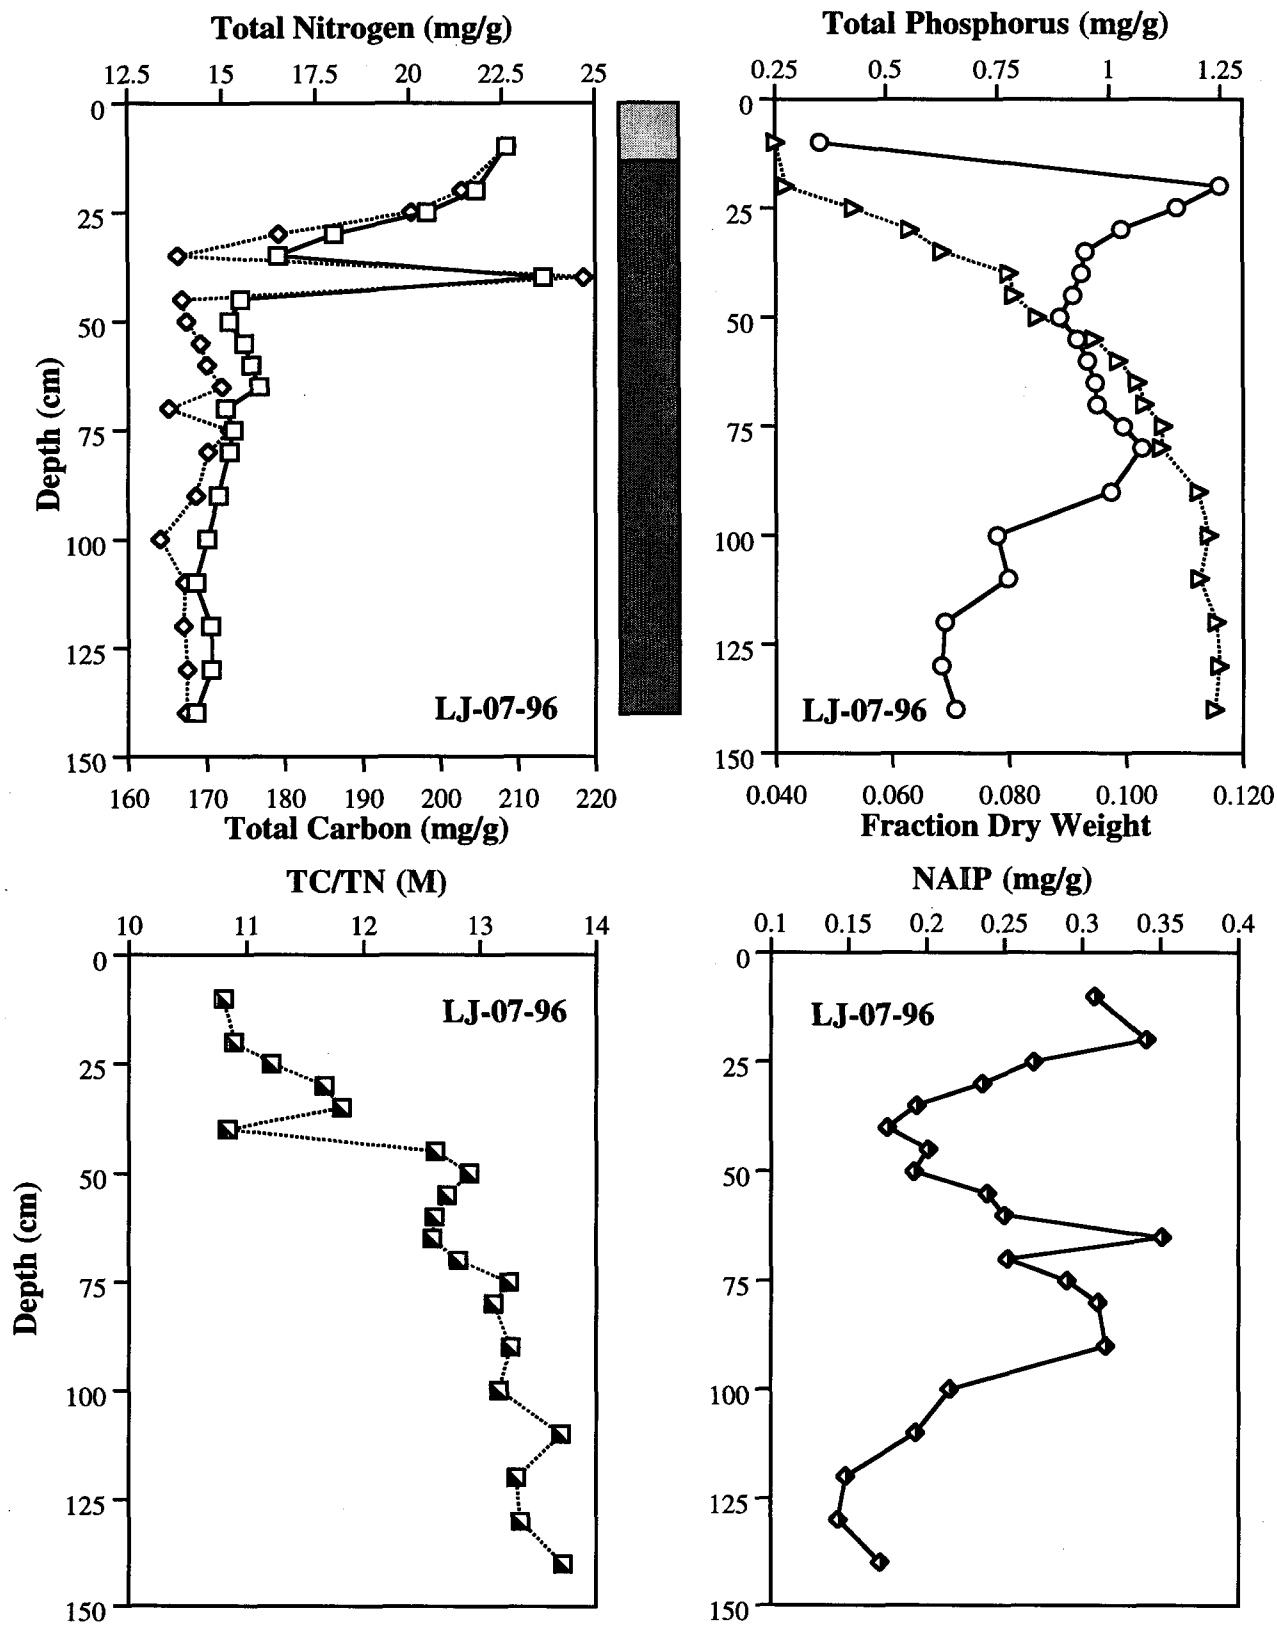 Total Nitrogen (mg/g)
12.5 15 17.5 20 22.5 25
0
25
50
75
100
125
150
Depth (cm)
LJ-07-96
160 170 180 190 200 210 220
Total Carbon (mg/g)
Total Phosphorus (mg/g)
0.25 0.5 0.75 1 1.25
0
25
50
75
100
125
150
LJ-07-96
0.040 0.060 0.080 0.100 0.120
Fraction Dry Weight
TC/TN (M)
10 11 12 13 14
0
25
50
75
100
125
150
Depth (cm)
LJ-07-96
NAIP (mg/g)
0.1 0.15 0.2 0.25 0.3 0.35 0.4
0
25
50
75
100
125
150
LJ-07-96